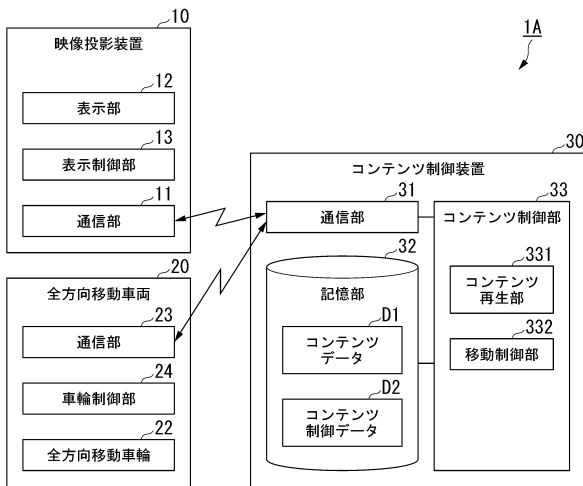 1A
10
映像投影装置
12
表示部
13
表示制御部
11
通信部
20
全方向移動車両
23
通信部
24
車輪制御部
22
全方向移動車輪
30
コンテンツ制御装置
31
通信部
32
記憶部
D1
コンテンツ
データ
D2
コンテンツ
制御データ
33
コンテンツ制御部
331
コンテンツ
再生部
332
移動制御部